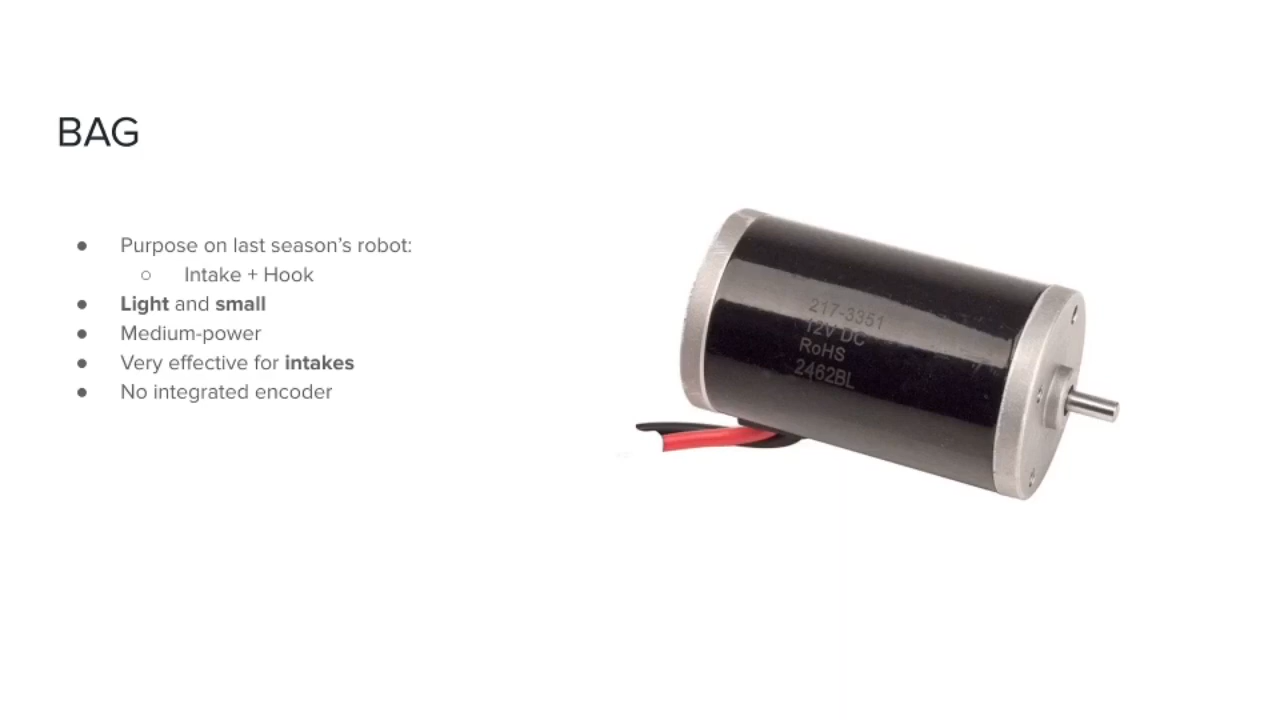 BAG
● Purpose on last season's robot:
○ Intake + Hook
● Light and small
● Medium-power
● Very effective for intakes
● No integrated encoder
217-3351
12V DC
RoHS
2462BL